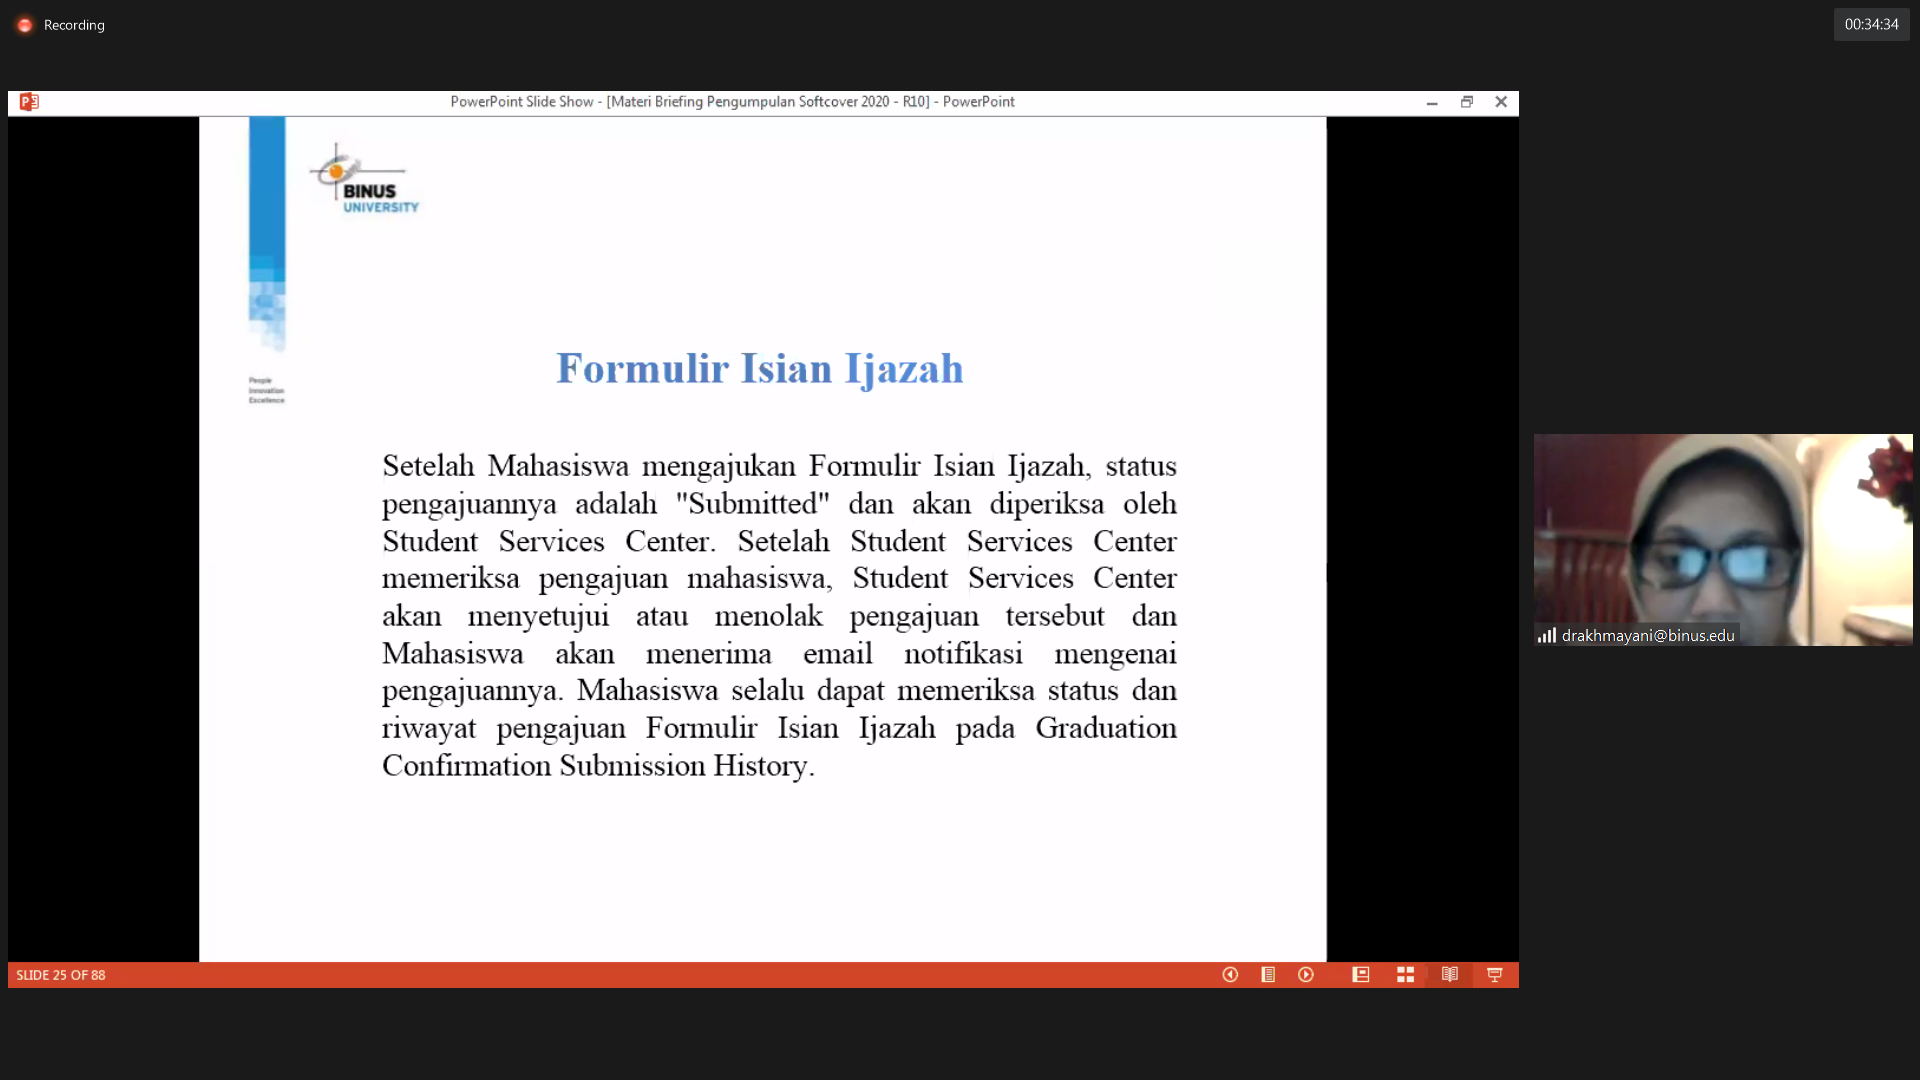 Recording
00:34:34
PowerPoint Slide Show - [Materi Briefing Pengumpulan Softcover 2020 - R10] - PowerPoint
BINUS
UNIVERSITY
People
Innovation
Excellence
Formulir Isian Ijazah
Setelah Mahasiswa mengajukan Formulir Isian Ijazah, status
pengajuannya adalah "Submitted" dan akan diperiksa oleh
Student Services Center. Setelah Student Services Center
memeriksa pengajuan mahasiswa, Student Services Center
akan menyetujui atau menolak pengajuan tersebut dan
Mahasiswa akan menerima email notifikasi mengenai
pengajuannya. Mahasiswa selalu dapat memeriksa status dan
riwayat pengajuan Formulir Isian Ijazah pada Graduation
Confirmation Submission History.
drakhmayani@binus.edu
SLIDE 25 OF 88